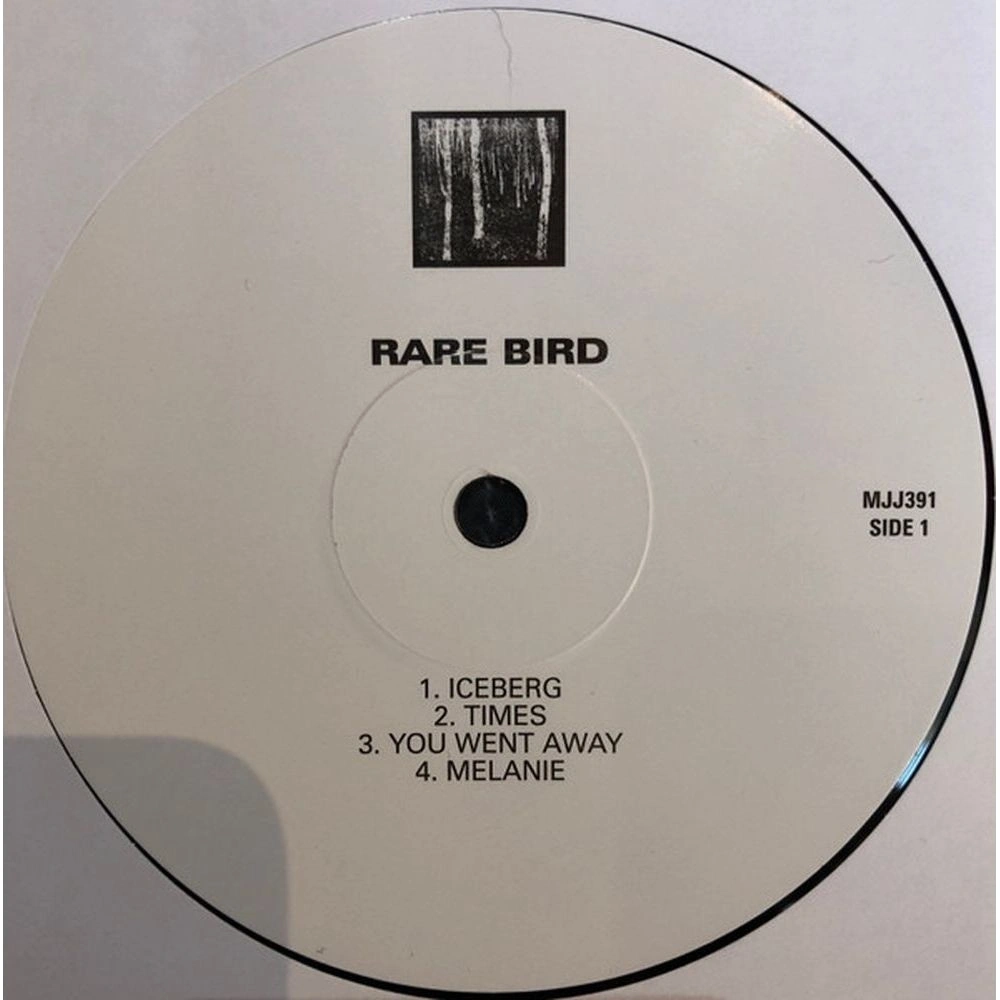 RARE BIRD
MJJ391
SIDE 1
1. ICEBERG
2. TIMES
3. YOU WENT AWAY
4. MELANIE